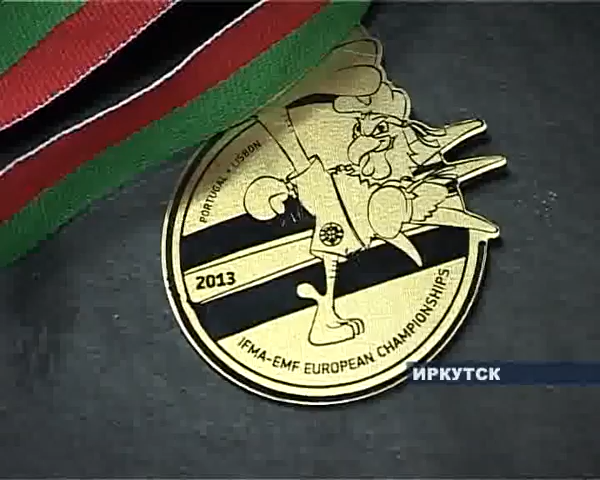 PORTUGAL • LISBON
2013
IFMA-EMF EUROPEAN CHAMPIONSHIPS
ИРКУТСК